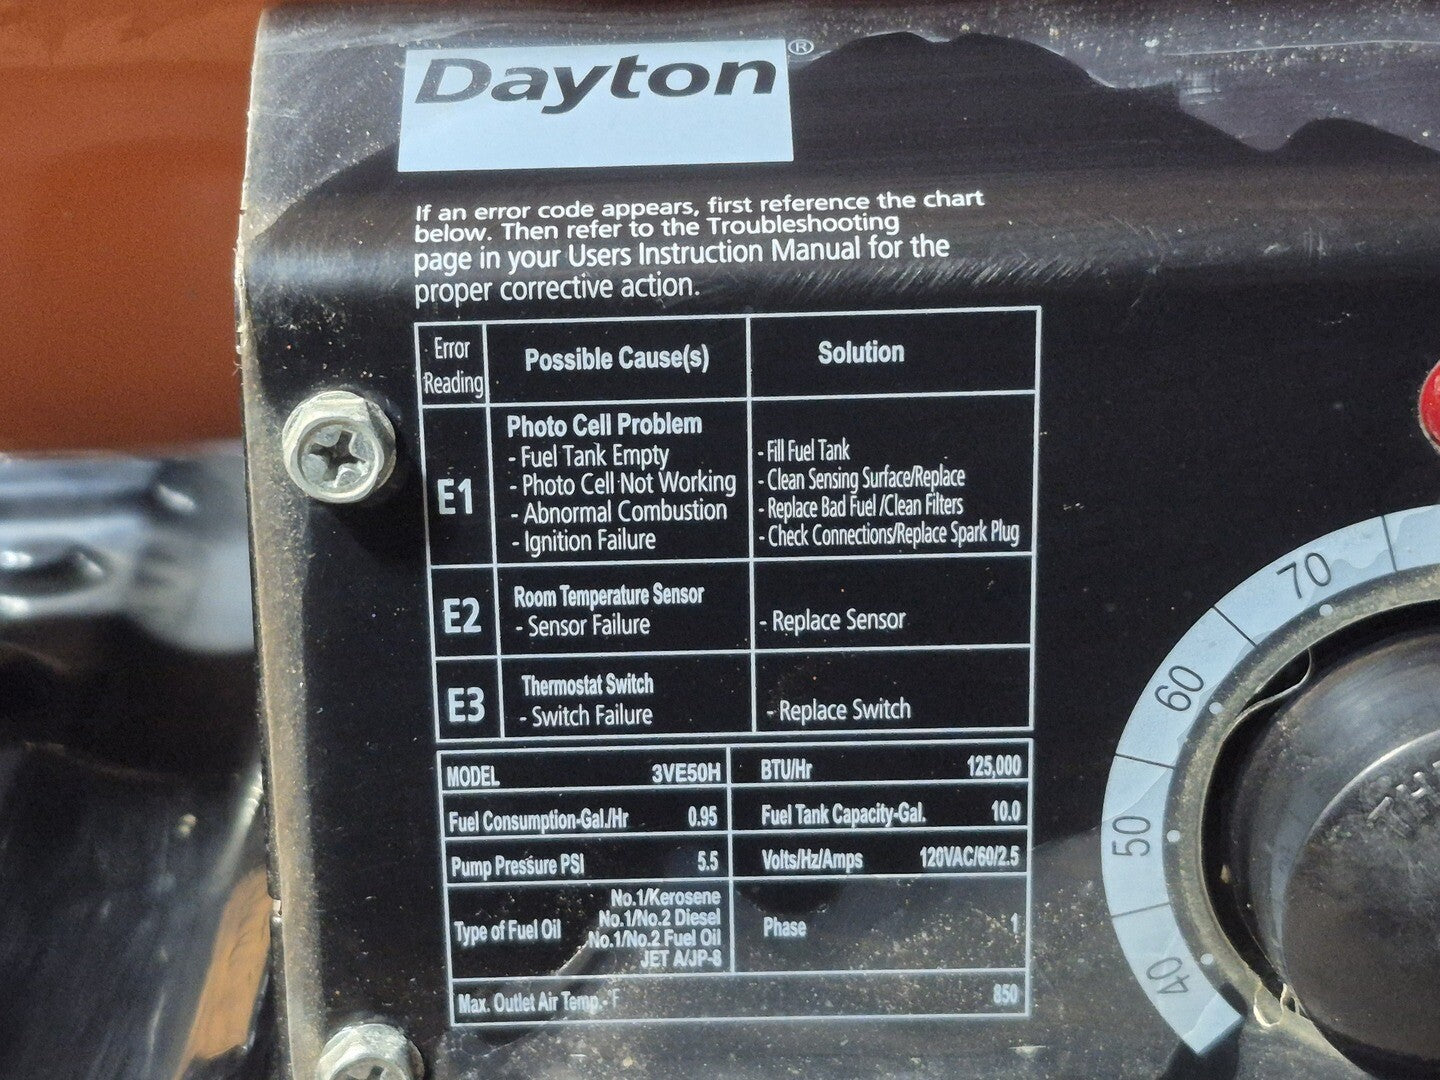 Dayton®
If an error code appears, first reference the chart
below. Then refer to the Troubleshooting
page in your Users Instruction Manual for the
proper corrective action.
Error Reading Possible Cause(s) Solution
E1
Photo Cell Problem
- Fuel Tank Empty
- Photo Cell Not Working
- Abnormal Combustion
- Ignition Failure
- Fill Fuel Tank
- Clean Sensing Surface/Replace
- Replace Bad Fuel /Clean Filters
- Check Connections/Replace Spark Plug
E2
Room Temperature Sensor
- Sensor Failure
- Replace Sensor
E3
Thermostat Switch
- Switch Failure
- Replace Switch
MODEL 3VE50H BTU/Hr 125,000
Fuel Consumption-Gal./Hr 0.95 Fuel Tank Capacity-Gal. 10.0
Pump Pressure PSI 5.5 Volts/Hz/Amps 120VAC/60/2.5
Type of Fuel Oil
No.1/Kerosene
No.1/No.2 Diesel
No.1/No.2 Fuel Oil
JET A/JP-8
Phase 1
Max. Outlet Air Temp.- F 850
70
60
50
40